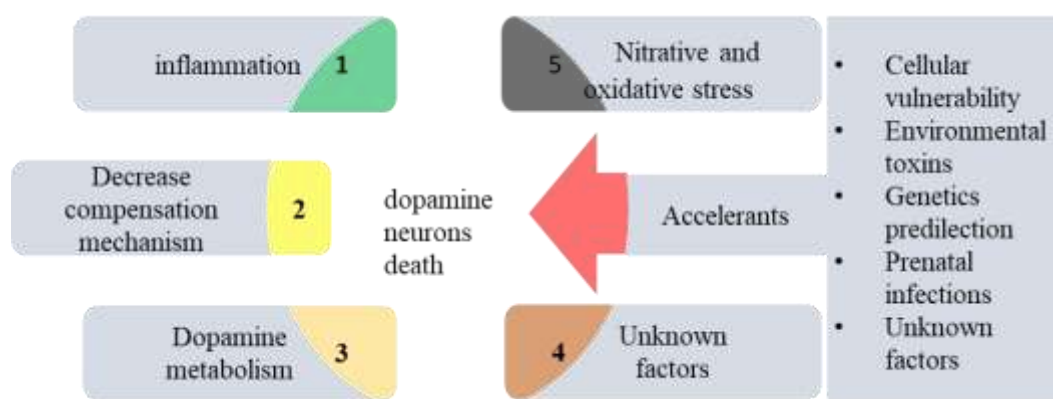 inflammation 1
Decrease
compensation
mechanism
2
Dopamine
metabolism
3
dopamine
neurons
death
5 Nitrative and
oxidative stress
Accelerants
4 Unknown
factors
• Cellular
vulnerability
• Environmental
toxins
• Genetics
predilection
• Prenatal
infections
• Unknown
factors